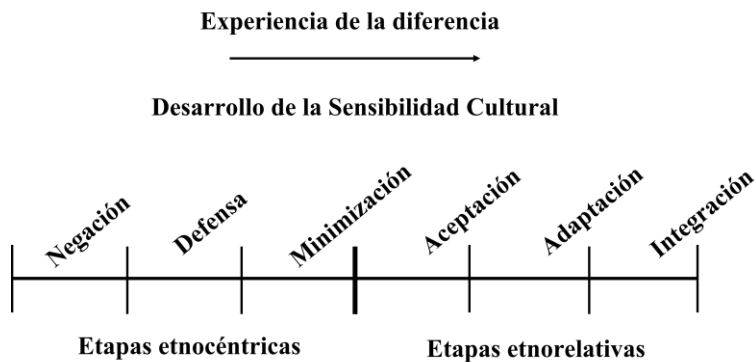 Experiencia de la diferencia
Desarrollo de la Sensibilidad Cultural
Negación
Defensa
Minimización
Aceptación
Adaptación
Integración
Etapas etnocéntricas
Etapas etnorelativas